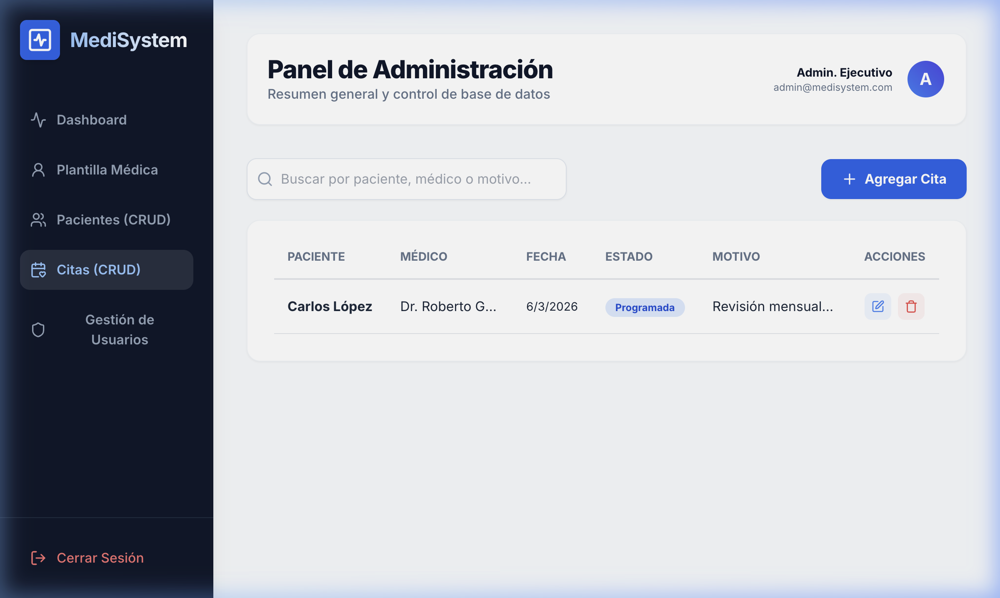 MediSystem
Dashboard
Plantilla Médica
Pacientes (CRUD)
Citas (CRUD)
Gestión de
Usuarios
Cerrar Sesión
Panel de Administración
Resumen general y control de base de datos
Admin. Ejecutivo
admin@medisystem.com
A
Buscar por paciente, médico o motivo...
Agregar Cita
PACIENTE MÉDICO FECHA ESTADO MOTIVO ACCIONES
Carlos López Dr. Roberto G... 6/3/2026 Programada Revisión mensual...